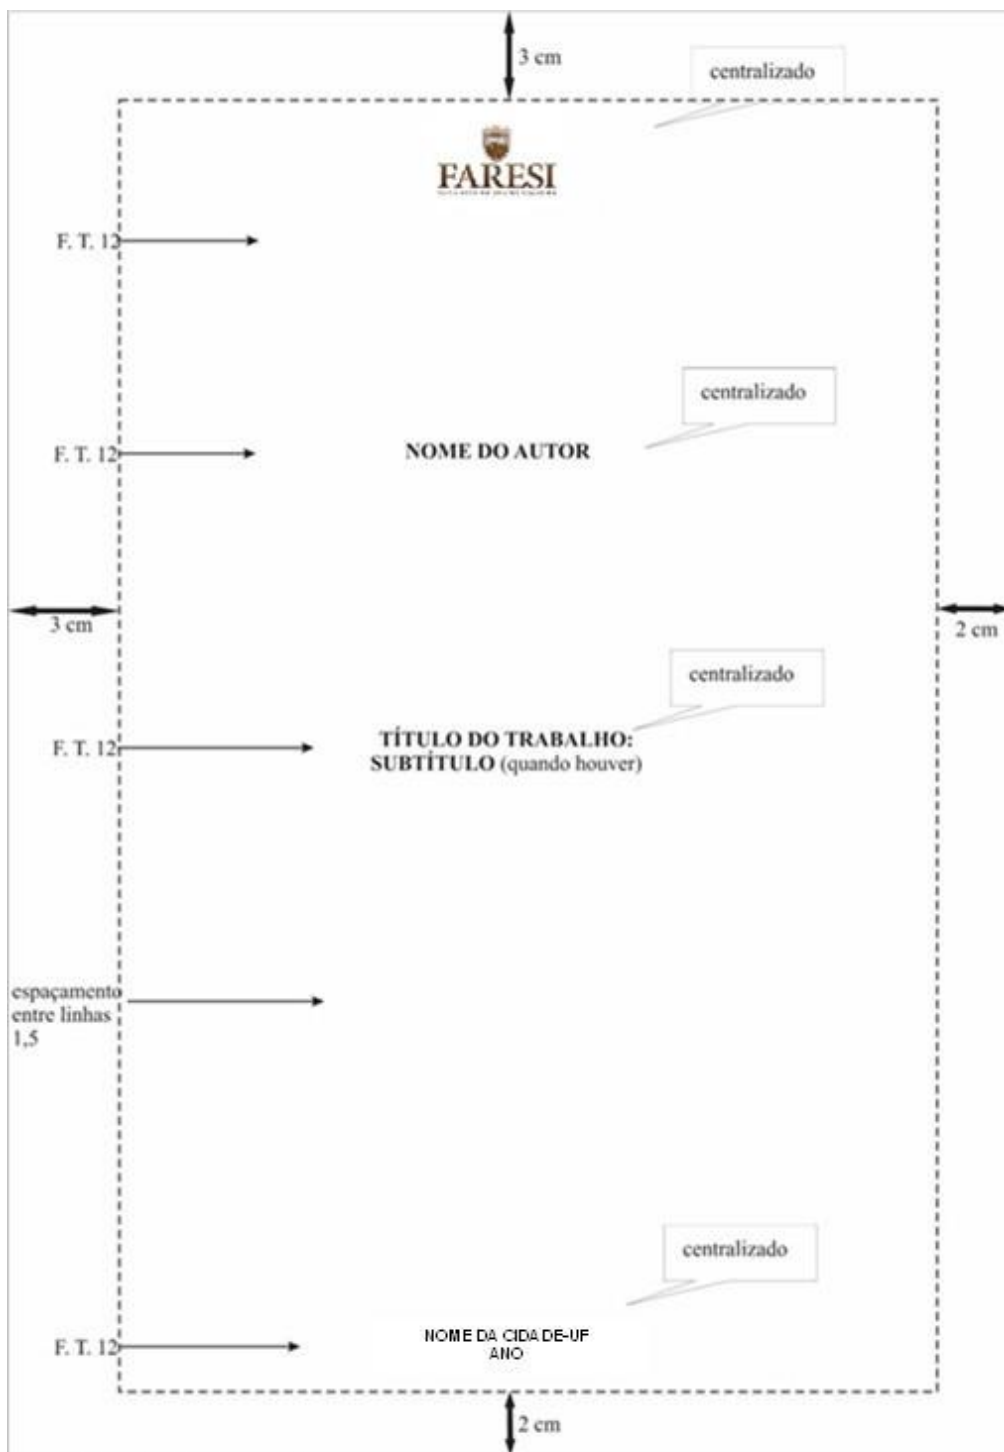 3 cm
centralizado
FARESI
F. T. 12
centralizado
F. T. 12
NOME DO AUTOR
3 cm
2 cm
centralizado
F. T. 12
TÍTULO DO TRABALHO:
SUBTÍTULO (quando houver)
espaçamento
entre linhas
1,5
centralizado
F. T. 12
NOME DA CIDADE-UF
ANO
2 cm